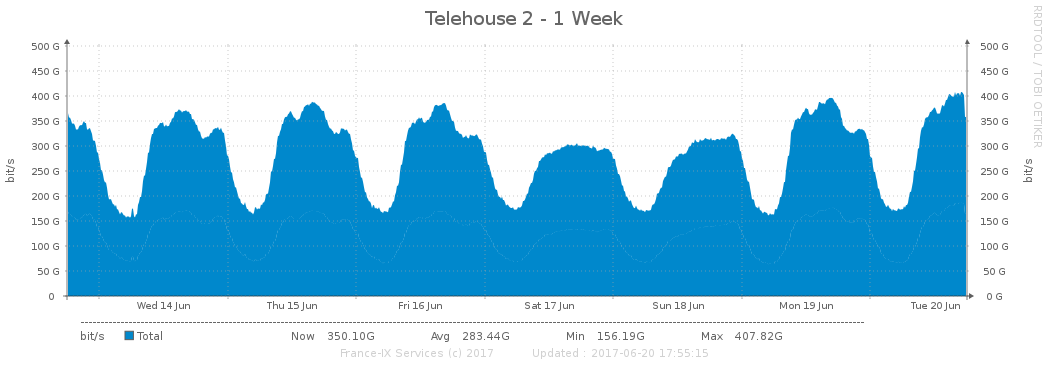 Telehouse 2 - 1 Week
RRDTOOL / TOBI OETIKER
500 G 500 G
450 G 450 G
400 G 400 G
350 G 350 G
300 G 300 G
250 G 250 G
200 G 200 G
150 G 150 G
100 G 100 G
50 G 50 G
0 0 G
bit/s
bit/s
Wed 14 Jun Thu 15 Jun Fri 16 Jun Sat 17 Jun Sun 18 Jun Mon 19 Jun Tue 20 Jun
bit/s Total Now 350.10G Avg 283.44G Min 156.19G Max 407.82G
France-IX Services (c) 2017 Updated : 2017-06-20 17:55:15